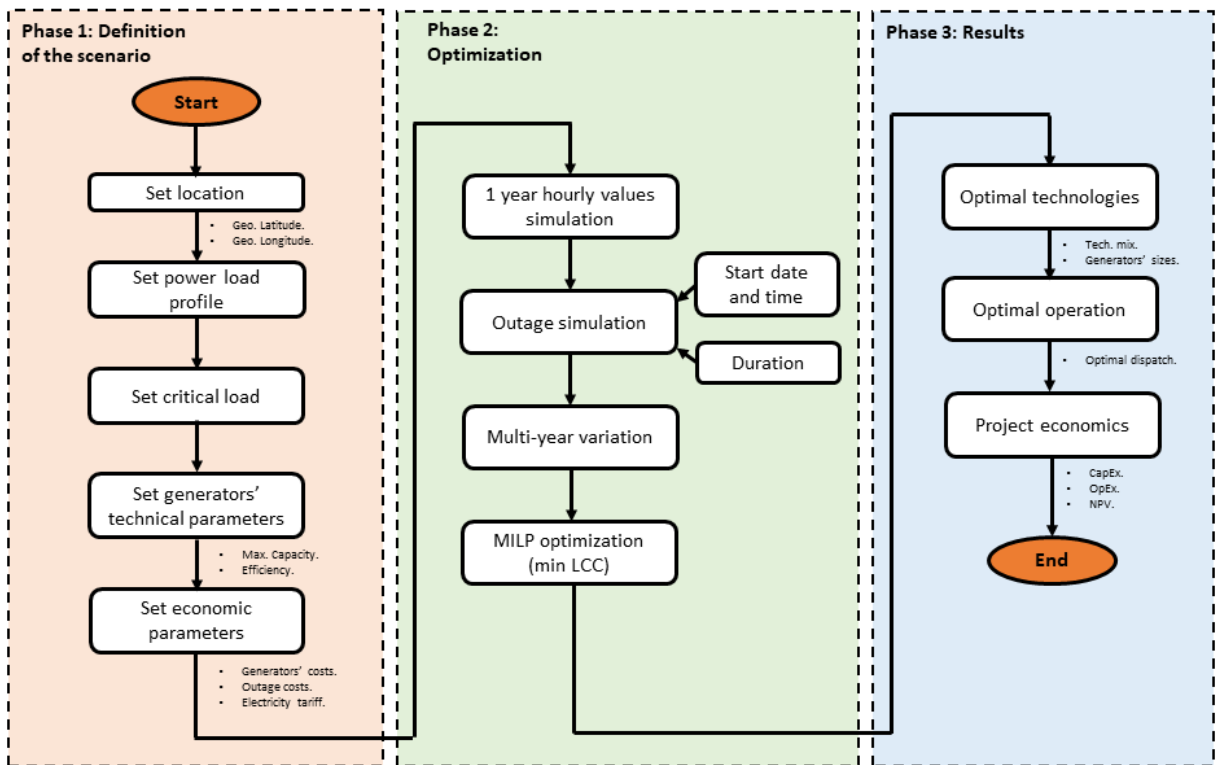 Phase 1: Definition
of the scenario
Start
Set location
• Geo. Latitude.
• Geo. Longitude.
Set power load
profile
Set critical load
Set generators’
technical parameters
• Max. Capacity.
• Efficiency.
Set economic
parameters
• Generators’ costs.
• Outage costs.
• Electricity tariff.
Phase 2:
Optimization
1 year hourly values
simulation
Start date
and time
Outage simulation
Duration
Multi-year variation
MILP optimization
(min LCC)
Phase 3: Results
Optimal technologies
• Tech. mix.
• Generators’ sizes.
Optimal operation
• Optimal dispatch.
Project economics
• CapEx.
• OpEx.
• NPV.
End